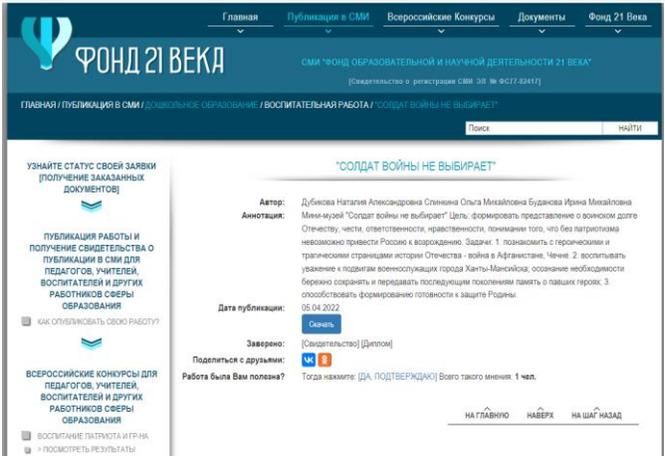 Главная Публикация в СМИ Всероссийские Конкурсы Документы Фонд 21 Века
ФОНД 21 ВЕКА
СМИ "ФОНД ОБРАЗОВАТЕЛЬНОЙ И НАУЧНОЙ ДЕЯТЕЛЬНОСТИ 21 ВЕКА"
[Свидетельство о регистрации СМИ ЭЛ № ФС77-82417]
ГЛАВНАЯ / ПУБЛИКАЦИЯ В СМИ / ДОШКОЛЬНОЕ ОБРАЗОВАНИЕ / ВОСПИТАТЕЛЬНАЯ РАБОТА / "СОЛДАТ ВОЙНЫ НЕ ВЫБИРАЕТ"
Поиск НАЙТИ
УЗНАЙТЕ СТАТУС СВОЕЙ ЗАЯВКИ
[ПОЛУЧЕНИЕ ЗАКАЗАННЫХ
ДОКУМЕНТОВ]
ПУБЛИКАЦИЯ РАБОТЫ И
ПОЛУЧЕНИЕ СВИДЕТЕЛЬСТВА О
ПУБЛИКАЦИИ В СМИ ДЛЯ
ПЕДАГОГОВ, УЧИТЕЛЕЙ,
ВОСПИТАТЕЛЕЙ И ДРУГИХ
РАБОТНИКОВ СФЕРЫ
ОБРАЗОВАНИЯ
КАК ОПУБЛИКОВАТЬ СВОЮ РАБОТУ?
ВСЕРОССИЙСКИЕ КОНКУРСЫ ДЛЯ
ПЕДАГОГОВ, УЧИТЕЛЕЙ,
ВОСПИТАТЕЛЕЙ И ДРУГИХ
РАБОТНИКОВ СФЕРЫ
ОБРАЗОВАНИЯ
ВОСПИТАНИЕ ПАТРИОТА И ГР-НА
> ПОСМОТРЕТЬ РЕЗУЛЬТАТЫ
"СОЛДАТ ВОЙНЫ НЕ ВЫБИРАЕТ"
Автор: Дубикова Наталия Александровна Спинкина Ольга Михайловна Буданова Ирина Михайловна
Аннотация: Мини-музей "Солдат войны не выбирает" Цель: формировать представление о воинском долге
Отечеству, чести, ответственности, нравственности, понимании того, что без патриотизма
невозможно привести Россию к возрождению. Задачи: 1. познакомить с героическими и
трагическими страницами истории Отечества - война в Афганистане, Чечне. 2. воспитывать
уважение к подвигам военнослужащих города Ханты-Мансийска; осознание необходимости
бережно сохранять и передавать последующим поколениям память о павших героях; 3.
способствовать формированию готовности к защите Родины.
Дата публикации: 05.04.2022
Скачать
Заверено: [Свидетельство] [Диплом]
Поделиться с друзьями:
Работа была Вам полезна? Тогда нажмите: [ДА, ПОДТВЕРЖДАЮ] Всего такого мнения: 1 чел.
НА ГЛАВНУЮ НАВЕРХ НА ШАГ НАЗАД